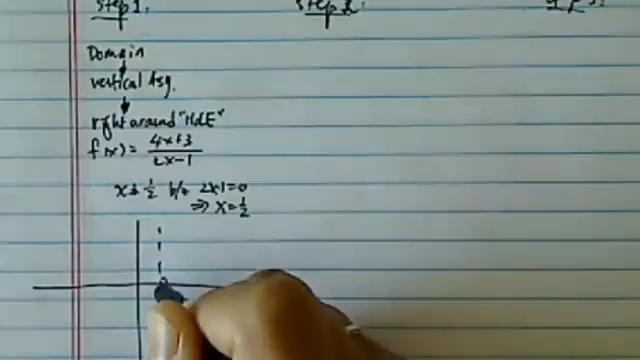 Step 1: Step 2:
Domain
vertical Asy.
right around "HOLE"
f(x) = 4x+3 / 2x-1
x ≠ 1/2 b/c 2x-1=0
⇒ x = 1/2